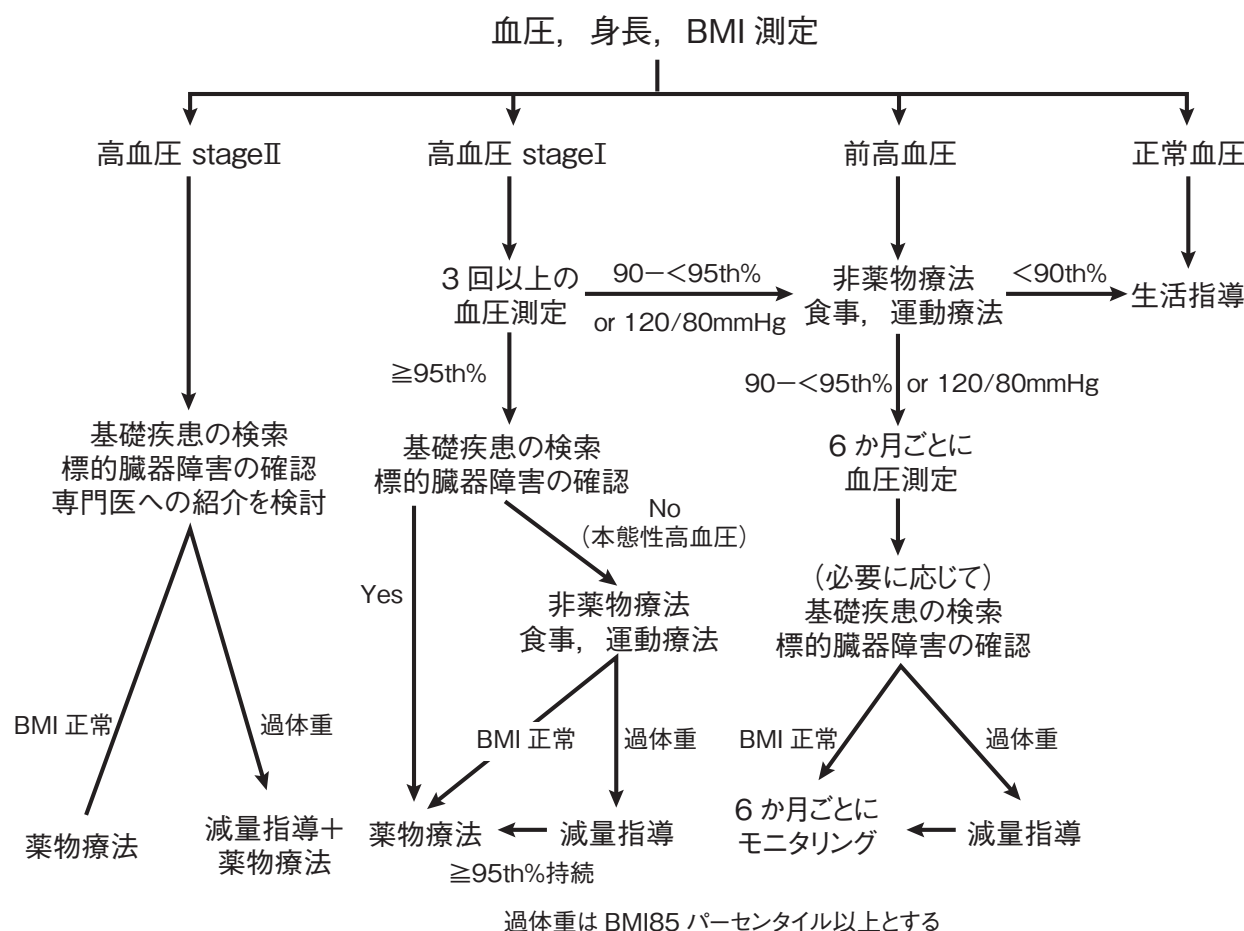 血圧，身長，BMI 測定
高血圧 stageⅡ
高血圧 stageⅠ
前高血圧
正常血圧
3 回以上の
血圧測定
90−<95th%
or 120/80mmHg
非薬物療法
食事，運動療法
<90th%
生活指導
≧95th%
90−<95th% or 120/80mmHg
基礎疾患の検索
標的臓器障害の確認
専門医への紹介を検討
基礎疾患の検索
標的臓器障害の確認
6 か月ごとに
血圧測定
No
（本態性高血圧）
Yes
非薬物療法
食事，運動療法
（必要に応じて）
基礎疾患の検索
標的臓器障害の確認
BMI 正常
過体重
BMI 正常
過体重
BMI 正常
過体重
薬物療法
減量指導＋
薬物療法
薬物療法
減量指導
≧95th%持続
6 か月ごとに
モニタリング
減量指導
過体重は BMI85 パーセンタイル以上とする